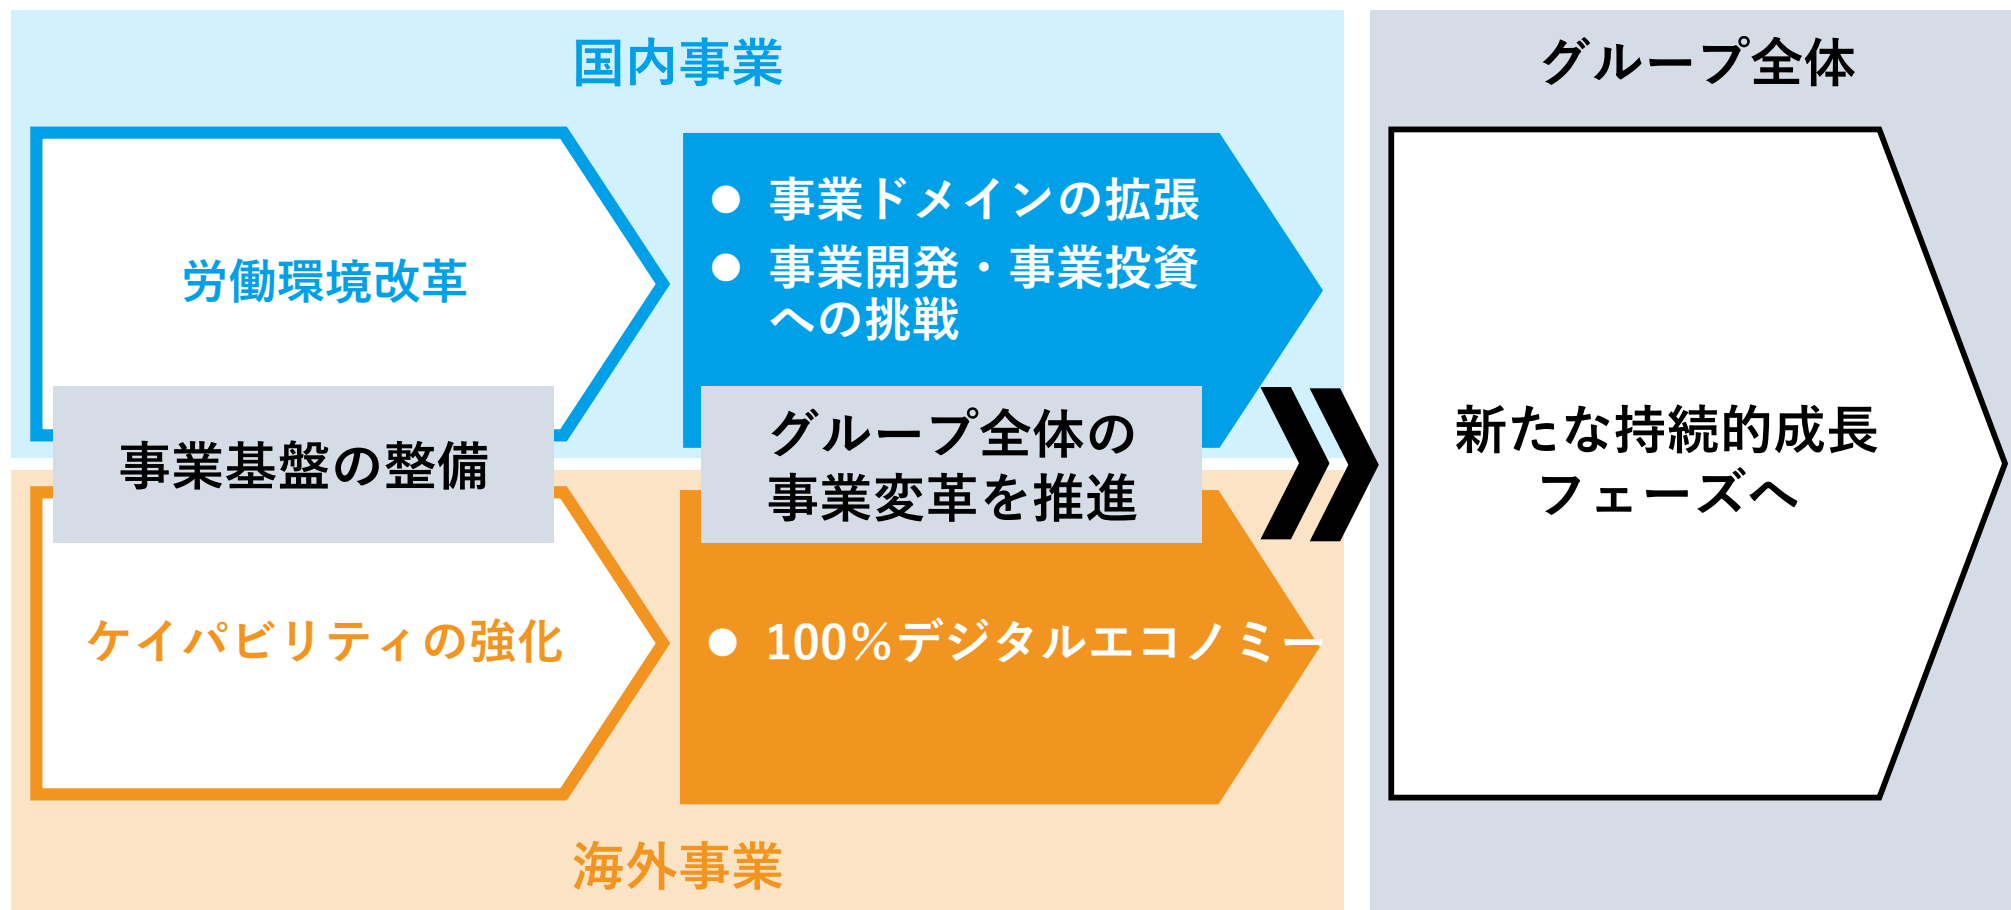 国内事業
労働環境改革
● 事業ドメインの拡張
● 事業開発・事業投資
への挑戦
事業基盤の整備
グループ全体の
事業変革を推進
ケイパビリティの強化
● 100%デジタルエコノミー
海外事業
グループ全体
新たな持続的成長
フェーズへ